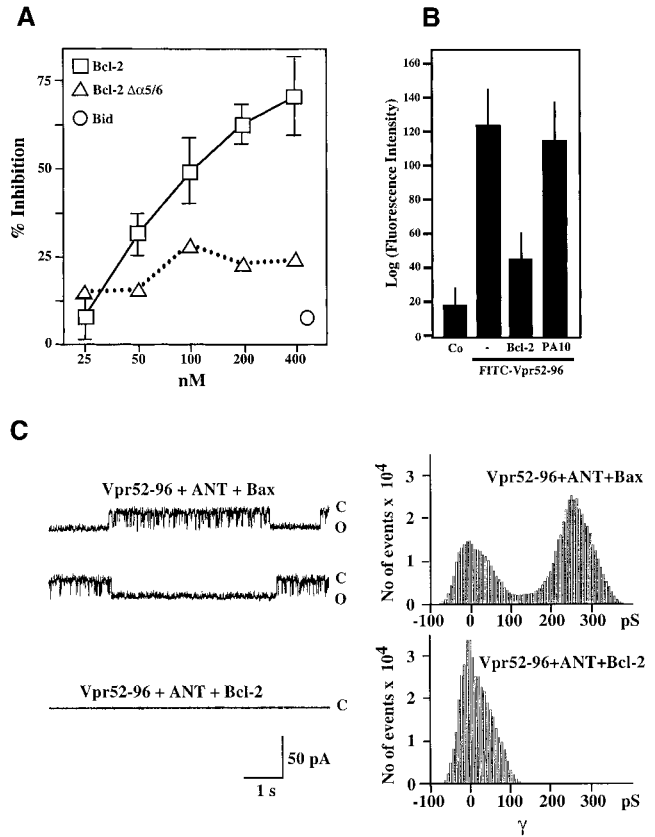 A
% Inhibition
75
50
25
0
Bcl-2
Bcl-2 Δα5/6
Bid
25 50 100 200 400
nM
B
Log (Fluorescence Intensity)
160
140
120
100
80
60
40
20
0
Co - Bcl-2 PA10
FITC-Vpr52-96
C
Vpr52-96 + ANT + Bax
C
O
C
O
Vpr52-96 + ANT + Bcl-2
C
50 pA
1 s
No of events x 10⁴
3
2
1
0
Vpr52-96+ANT+Bax
-100 0 100 200 300 pS
No of events x 10⁴
3
2
1
0
Vpr52-96+ANT+Bcl-2
-100 0 100 200 300 pS
γ